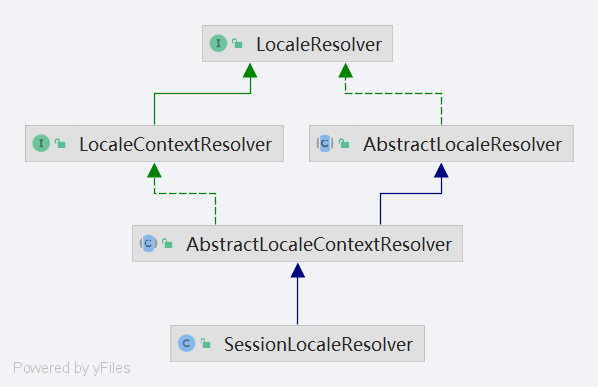 LocaleResolver
LocaleContextResolver
AbstractLocaleResolver
AbstractLocaleContextResolver
SessionLocaleResolver
Powered by yFiles